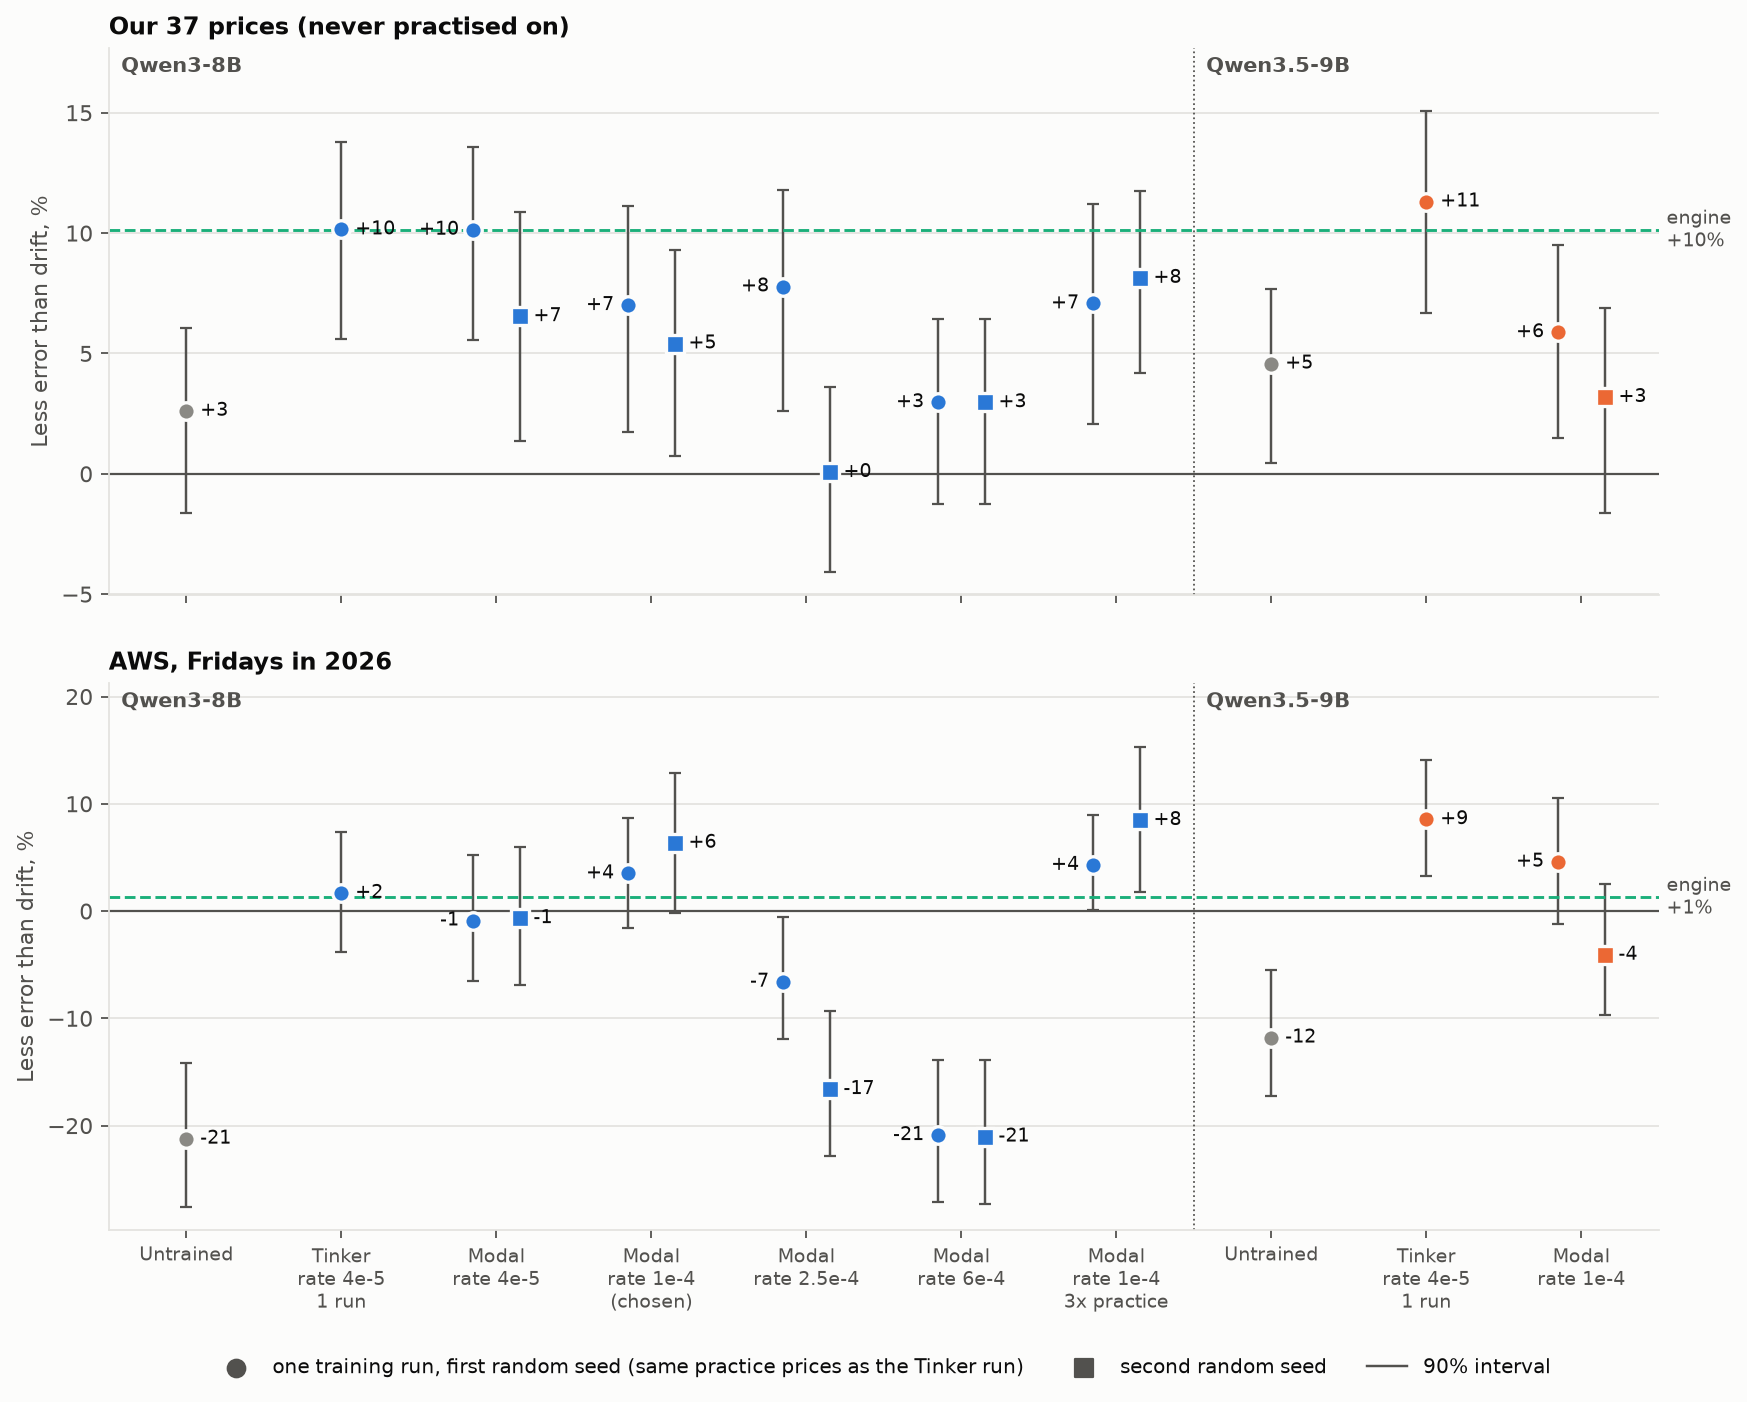 Our 37 prices (never practised on)
Qwen3-8B
Qwen3.5-9B
Less error than drift, %
15
10
5
0
−5
+3
+10
+10
+7
+7
+5
+8
+0
+3
+3
+7
+8
+5
+11
+6
+3
engine
+10%
AWS, Fridays in 2026
Qwen3-8B
Qwen3.5-9B
Less error than drift, %
20
10
0
−10
−20
-21
+2
-1
-1
+4
+6
-7
-17
-21
-21
+4
+8
-12
+9
+5
-4
engine
+1%
Untrained
Tinker
rate 4e-5
1 run
Modal
rate 4e-5
Modal
rate 1e-4
(chosen)
Modal
rate 2.5e-4
Modal
rate 6e-4
Modal
rate 1e-4
3x practice
Untrained
Tinker
rate 4e-5
1 run
Modal
rate 1e-4
one training run, first random seed (same practice prices as the Tinker run)
second random seed
90% interval